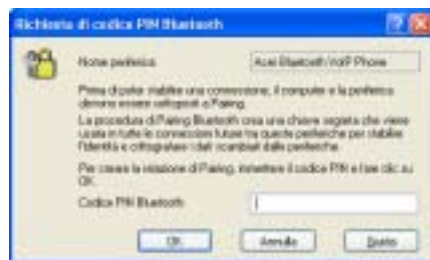 Richiesta di codice PIN Bluetooth
Nome periferica: Acer Bluetooth VoIP Phone
Prima di poter stabilire una connessione, il computer e la periferica
devono essere sottoposti a Pairing.
La procedura di Pairing Bluetooth crea una chiave segreta che viene
usata in tutte le connessioni future tra queste periferiche per stabilire
l'identità e crittografare i dati scambiati dalle periferiche.
Per creare la relazione di Pairing, immettere il codice PIN e fare clic su
OK.
Codice PIN Bluetooth:
OK Annulla